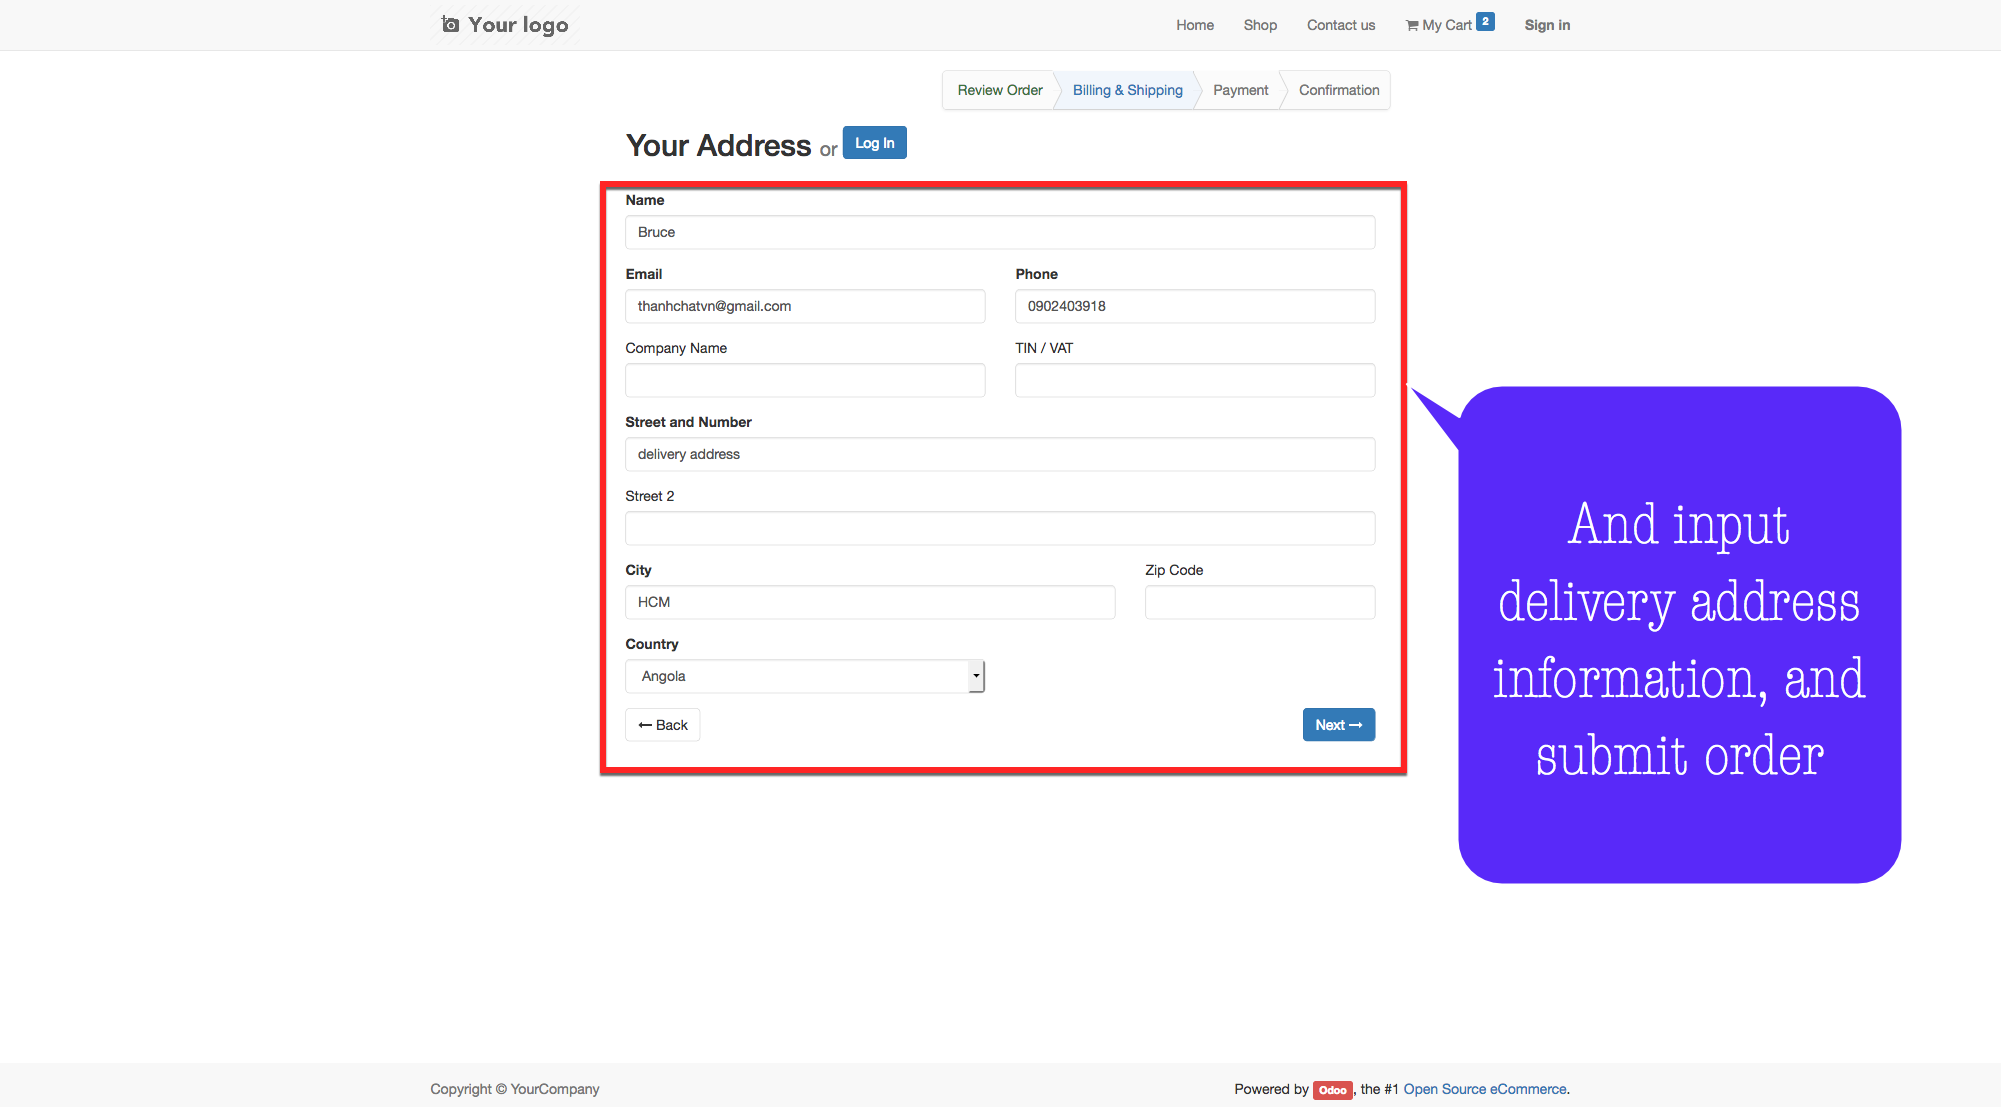 Your logo
Home Shop Contact us My Cart 2 Sign in
Review Order Billing & Shipping Payment Confirmation
Your Address or Log In
Name
Bruce
Email Phone
thanhchatvn@gmail.com 0902403918
Company Name TIN / VAT
Street and Number
delivery address
Street 2
City Zip Code
HCM
Country
Angola
← Back Next →
And input
delivery address
information, and
submit order
Copyright © YourCompany
Powered by Odoo, the #1 Open Source eCommerce.